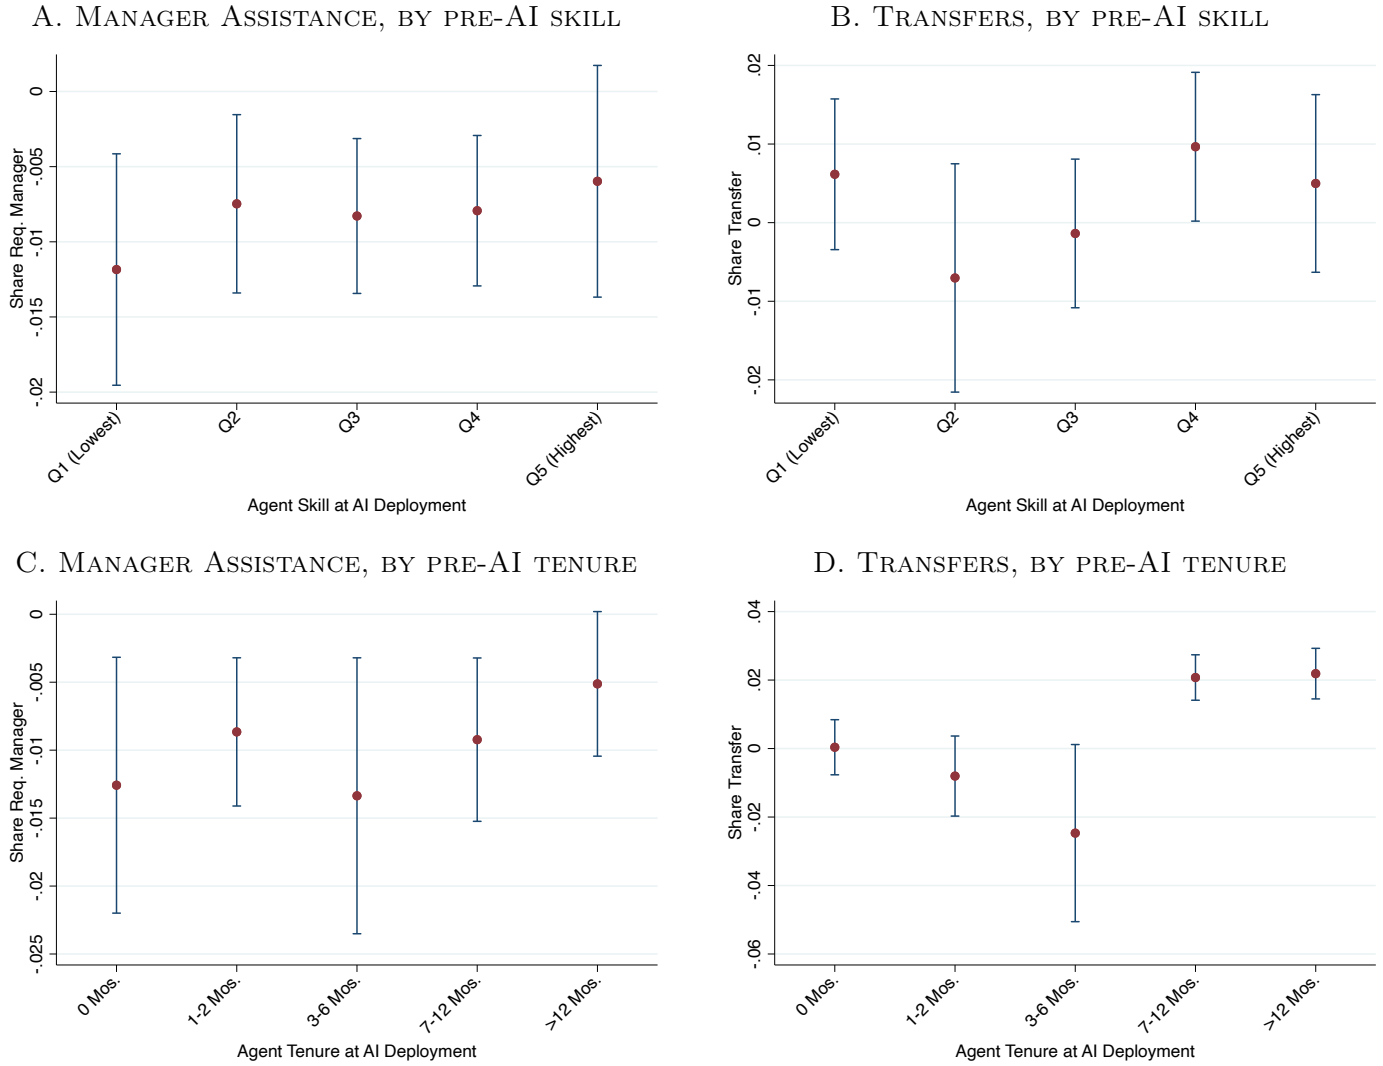 A. Manager Assistance, by pre-AI skill
Share Req. Manager
0
-.005
-.01
-.015
-.02
Q1 (Lowest)
Q2
Q3
Q4
Q5 (Highest)
Agent Skill at AI Deployment
B. Transfers, by pre-AI skill
Share Transfer
.02
.01
0
-.01
-.02
Q1 (Lowest)
Q2
Q3
Q4
Q5 (Highest)
Agent Skill at AI Deployment
C. Manager Assistance, by pre-AI tenure
Share Req. Manager
0
-.005
-.01
-.015
-.02
-.025
0 Mos.
1-2 Mos.
3-6 Mos.
7-12 Mos.
>12 Mos.
Agent Tenure at AI Deployment
D. Transfers, by pre-AI tenure
Share Transfer
.04
.02
0
-.02
-.04
-.06
0 Mos.
1-2 Mos.
3-6 Mos.
7-12 Mos.
>12 Mos.
Agent Tenure at AI Deployment